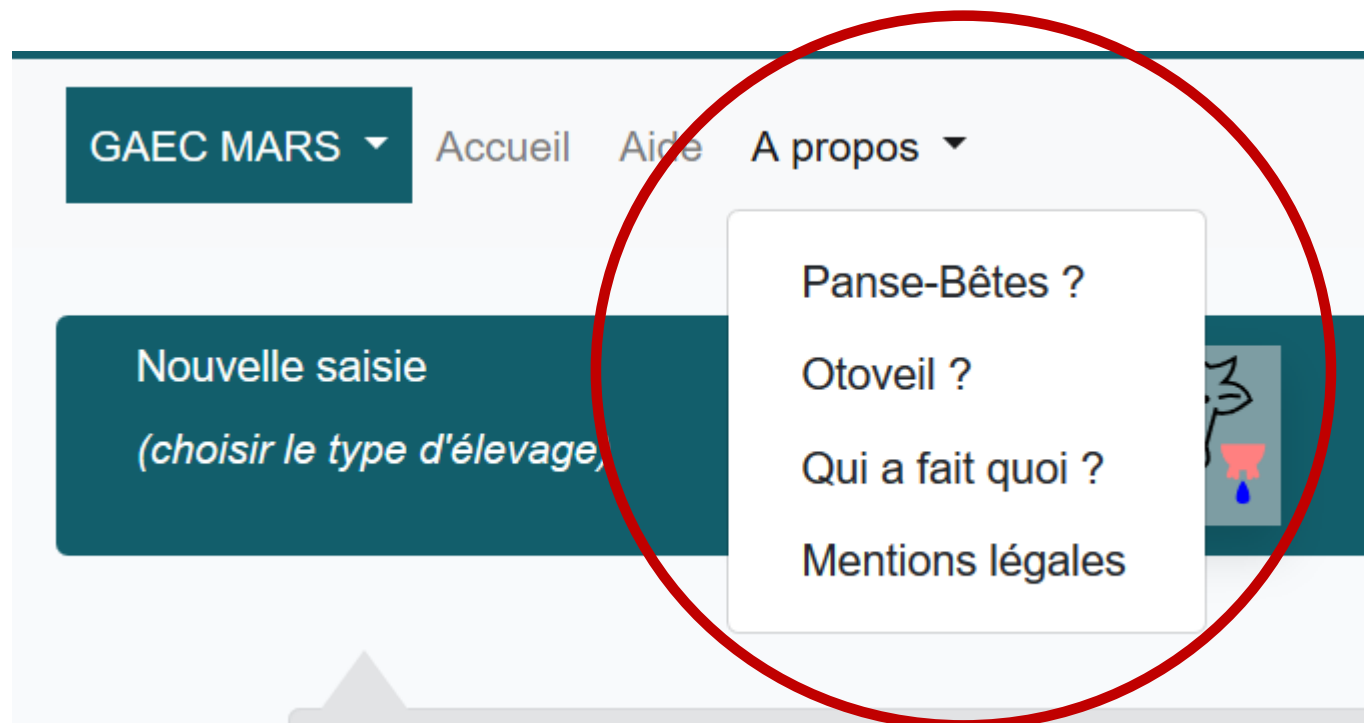 GAEC MARS Accueil Aide A propos
Panse-Bêtes ?
Otoveil ?
Qui a fait quoi ?
Mentions légales
Nouvelle saisie
(choisir le type d'élevage)